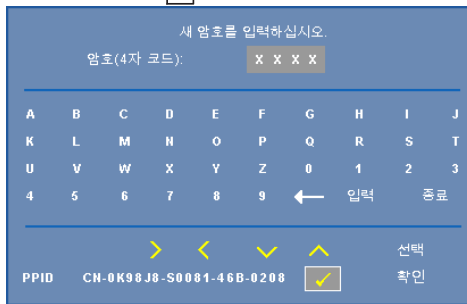 새 암호를 입력하십시오.
암호(4자 코드): X X X X
A B C D E F G H I J
K L M N O P Q R S T
U V W X Y Z 0 1 2 3
4 5 6 7 8 9 ← 입력 종료
선택
PPID CN-0K98J8-S0081-46B-0208 확인